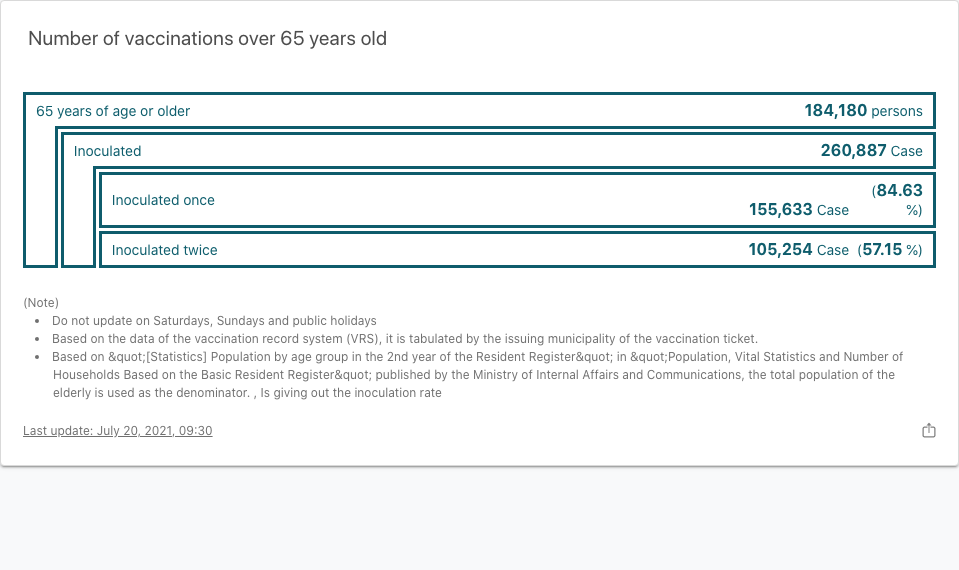 Number of vaccinations over 65 years old
65 years of age or older 184,180 persons
Inoculated 260,887 Case
Inoculated once 155,633 Case (84.63 %)
Inoculated twice 105,254 Case (57.15 %)
(Note)
• Do not update on Saturdays, Sundays and public holidays
• Based on the data of the vaccination record system (VRS), it is tabulated by the issuing municipality of the vaccination ticket.
• Based on &quot;[Statistics] Population by age group in the 2nd year of the Resident Register&quot; in &quot;Population, Vital Statistics and Number of
Households Based on the Basic Resident Register&quot; published by the Ministry of Internal Affairs and Communications, the total population of the
elderly is used as the denominator. , Is giving out the inoculation rate
Last update: July 20, 2021, 09:30